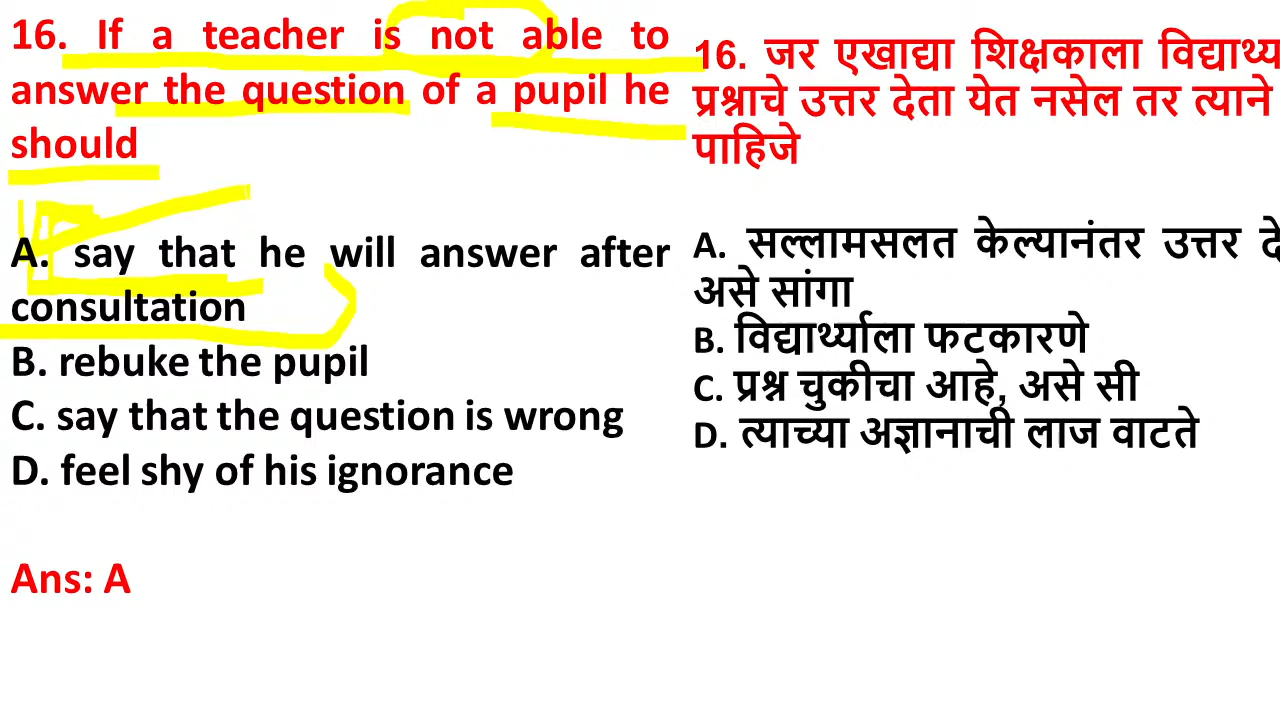 16. If a teacher is not able to
answer the question of a pupil he
should
A. say that he will answer after
consultation
B. rebuke the pupil
C. say that the question is wrong
D. feel shy of his ignorance
Ans: A
16. जर एखाद्या शिक्षकाला
प्रश्नाचे उत्तर देता येत नसेल तर त्याने
पाहिजे
A. सल्लामसलत केल्यानंतर उत्तर
असे सांगा
B. विद्यार्थ्याला फटकारणे
C. प्रश्न चुकीचा आहे, असे सी
D. त्याच्या अज्ञानाची लाज वाटते